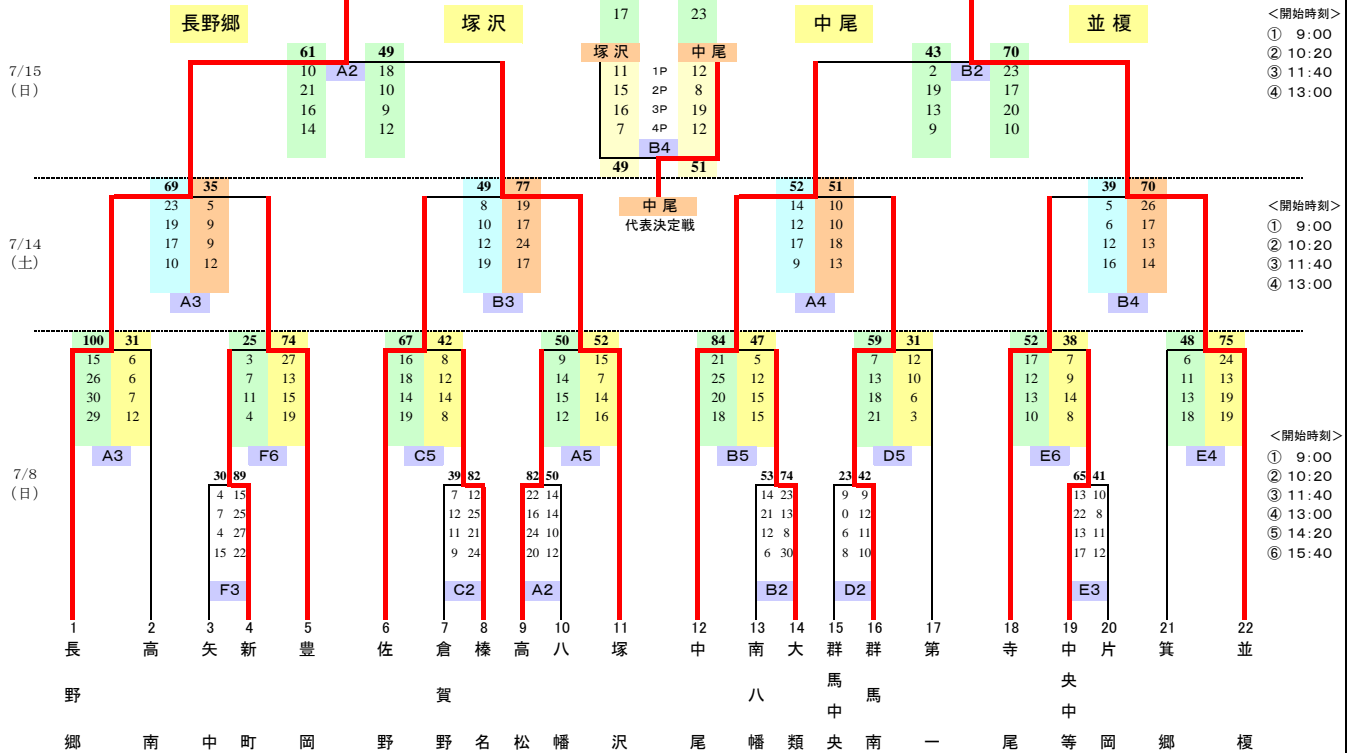 17 23
長野郷 塚沢 中尾 並榎
＜開始時刻＞
① 9:00
② 10:20
③ 11:40
④ 13:00
7/15
（日）
61 A2 49
10 18
21 10
16 9
14 12
塚沢 中尾
11 1P 12
15 2P 8
16 3P 19
7 4P 12
B4
49 51
中尾
代表決定戦
43 B2 70
2 23
19 17
13 20
9 10
7/14
（土）
69 35
23 5
19 9
17 9
10 12
A3
49 77
8 19
10 17
12 24
19 17
B3
52 51
14 10
12 10
17 18
9 13
A4
39 70
5 26
6 17
12 13
16 14
B4
＜開始時刻＞
① 9:00
② 10:20
③ 11:40
④ 13:00
7/8
（日）
100 31
15 6
26 6
30 7
29 12
A3
25 74
3 27
7 13
11 15
4 19
F6
67 42
16 8
18 12
14 14
19 8
C5
50 52
9 15
14 7
15 14
12 16
A5
84 47
21 5
25 12
20 15
18 15
B5
59 31
7 12
13 10
18 6
21 3
D5
52 38
17 7
12 9
13 14
10 8
E6
48 75
6 24
11 13
13 19
18 19
E4
30 89
4 15
7 25
4 27
15 22
F3
39 82
7 12
12 25
11 21
9 24
C2
82 50
22 14
16 14
24 10
20 12
A2
53 74
14 23
21 13
12 8
6 30
B2
23 42
9 9
0 12
6 11
8 10
D2
65 41
13 10
22 8
13 11
17 12
E3
＜開始時刻＞
① 9:00
② 10:20
③ 11:40
④ 13:00
⑤ 14:20
⑥ 15:40
1 長野郷
2 高南
3 矢中
4 新町
5 豊岡
6 佐野
7 倉賀野
8 榛名
9 高松
10 八幡
11 塚沢
12 中尾
13 南八幡
14 大類
15 群馬中央
16 群馬南
17 第一
18 寺尾
19 中央中等
20 片岡
21 箕郷
22 並榎